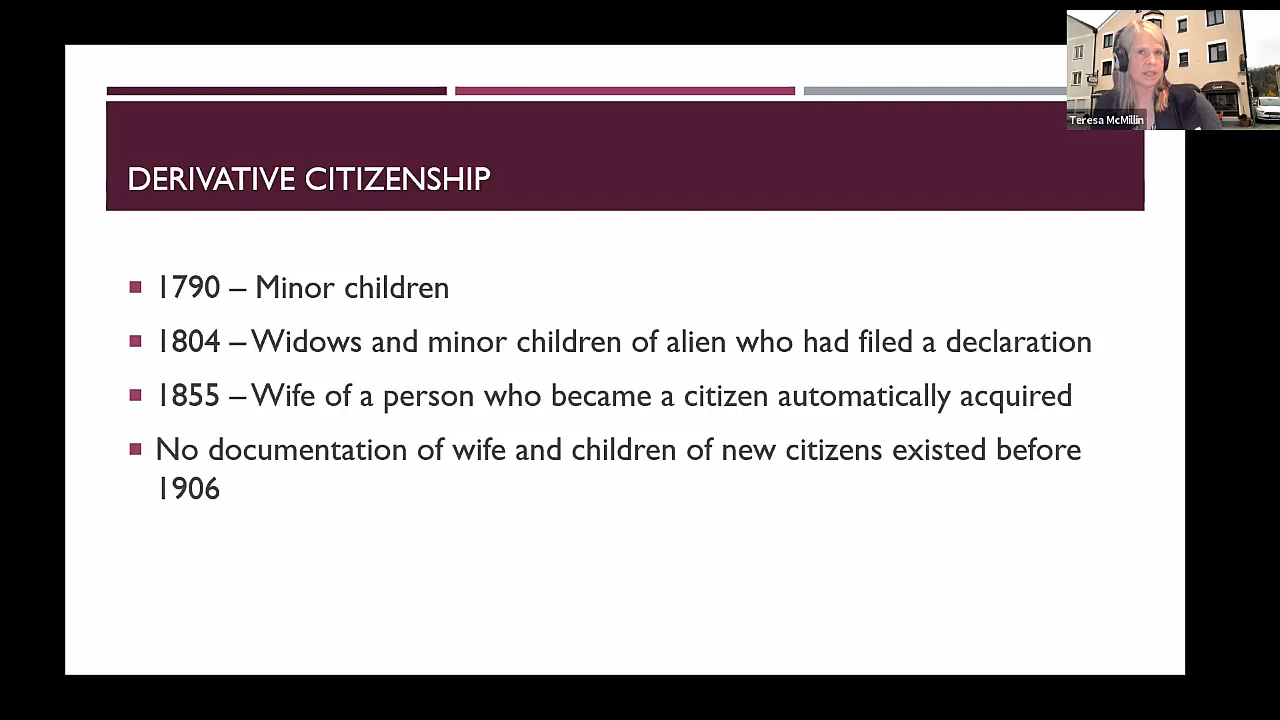 Teresa McMillin
DERIVATIVE CITIZENSHIP
1790 – Minor children
1804 – Widows and minor children of alien who had filed a declaration
1855 – Wife of a person who became a citizen automatically acquired
No documentation of wife and children of new citizens existed before
1906